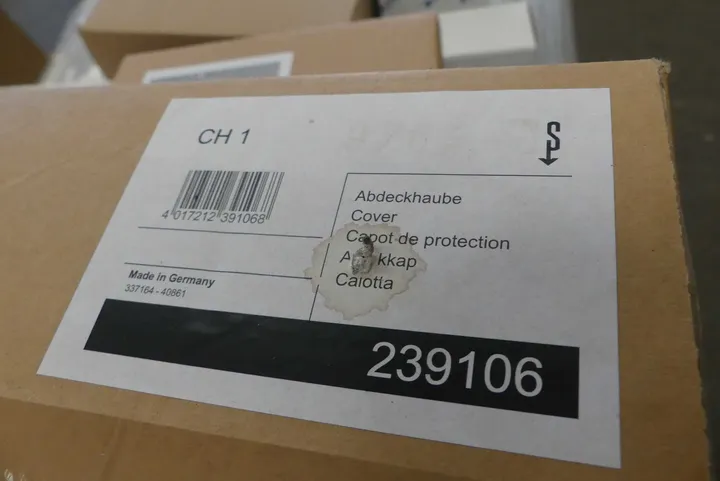 CH 1
4 017212 391068
Abdeckhaube
Cover
Capot de protection
Calotta
Made in Germany
337164 - 40861
239106